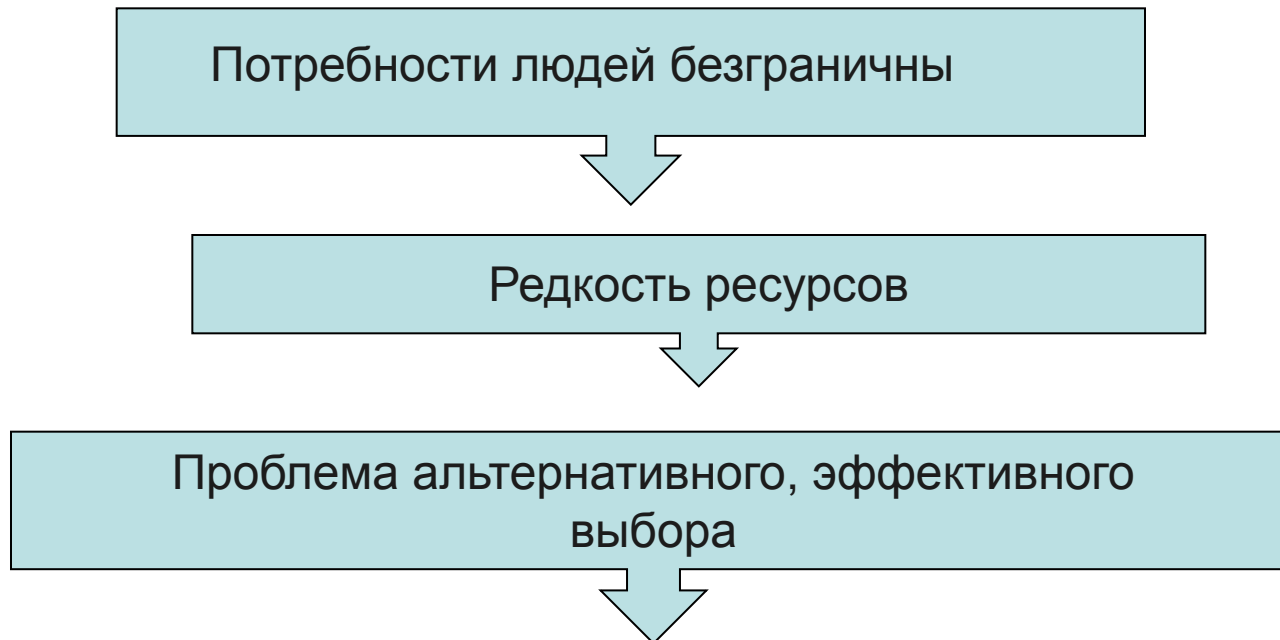 Потребности людей безграничны
Редкость ресурсов
Проблема альтернативного, эффективного
выбора